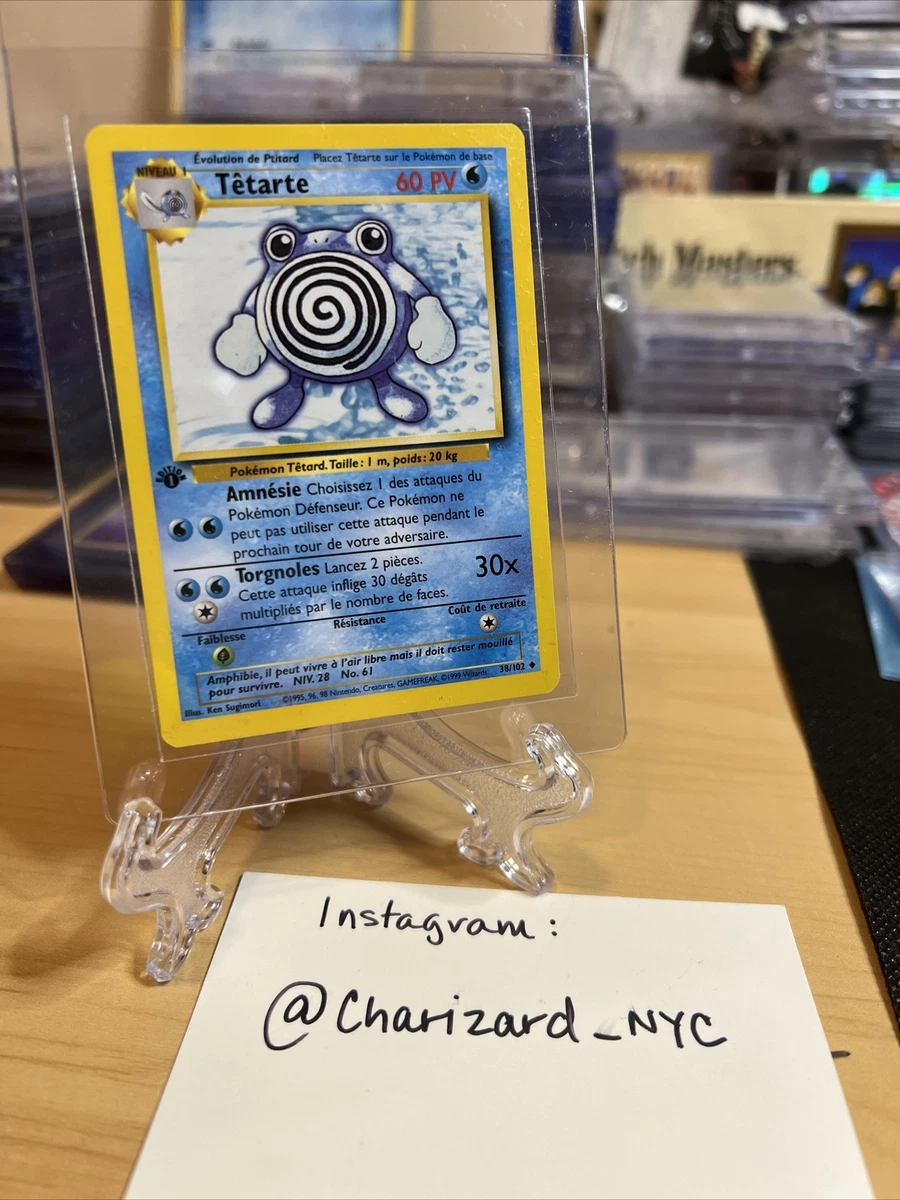 Évolution de Ptitard Placez Têtarte sur le Pokémon de base
NIVEAU 1
Têtarte 60 PV
Pokémon Têtard. Taille : 1 m, poids : 20 kg
EDITION 1
Amnésie Choisissez 1 des attaques du
Pokémon Défenseur. Ce Pokémon ne
peut pas utiliser cette attaque pendant le
prochain tour de votre adversaire.
Torgnoles Lancez 2 pièces.
Cette attaque inflige 30 dégâts
multipliés par le nombre de faces.
30x
Faiblesse Résistance Coût de retraite
Amphibie, il peut vivre à l'air libre mais il doit rester mouillé
pour survivre. NIV. 28 No. 61
Illus. Ken Sugimori ©1995, 96, 98 Nintendo, Creatures, GAMEFREAK. ©1999 Wizards. 38/102
Instagram :
@Charizard_NYC